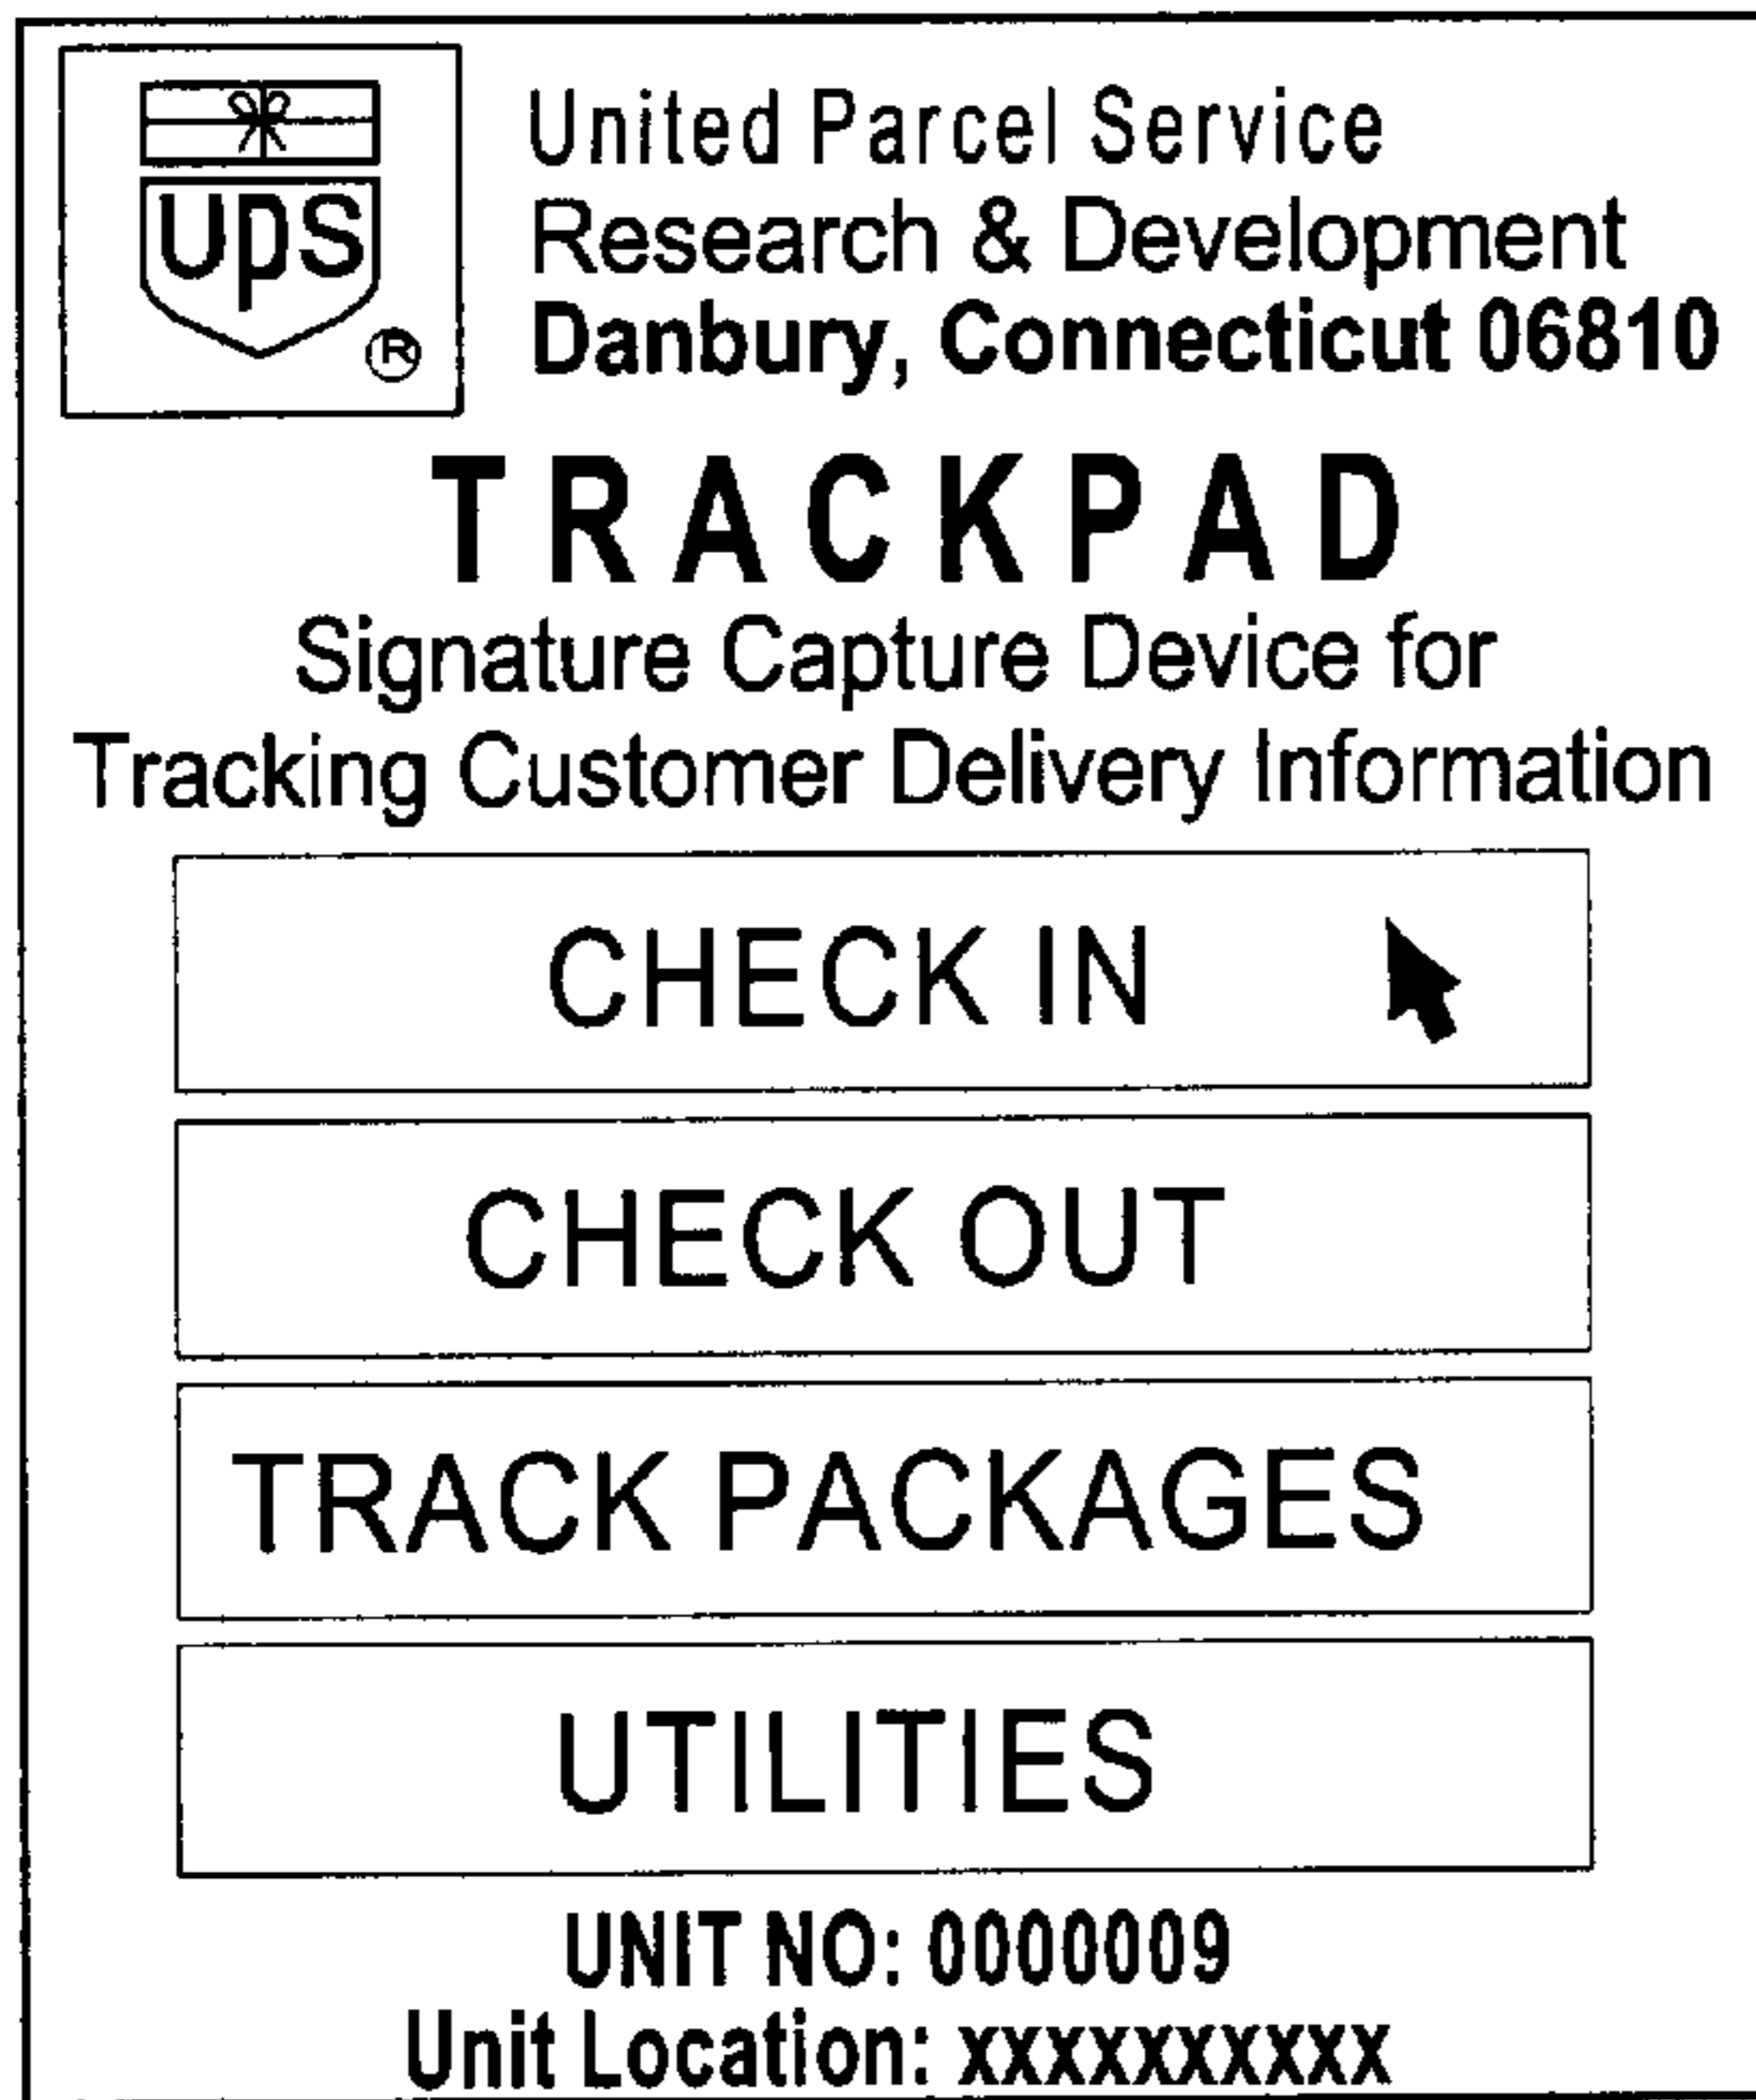 ups
®
United Parcel Service
Research & Development
Danbury, Connecticut 06810
TRACKPAD
Signature Capture Device for
Tracking Customer Delivery Information
CHECK IN
CHECK OUT
TRACK PACKAGES
UTILITIES
UNIT NO: 0000009
Unit Location: xxxxxxxxxx